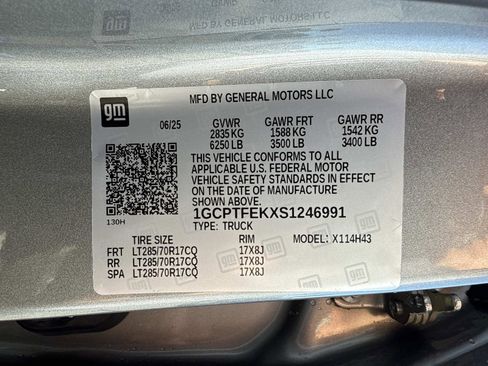 gm
MFD BY GENERAL MOTORS LLC
06/25 GVWR GAWR FRT GAWR RR
2835 KG 1588 KG 1542 KG
6250 LB 3500 LB 3400 LB
THIS VEHICLE CONFORMS TO ALL
APPLICABLE U.S. FEDERAL MOTOR
VEHICLE SAFETY STANDARDS IN EFFECT
ON THE DATE OF MANUFACTURE
SHOWN ABOVE.
1GCPTFEKXS1246991
130H
TYPE: TRUCK
TIRE SIZE RIM MODEL: X114H43
FRT LT285/70R17CQ 17X8J
RR LT285/70R17CQ 17X8J
SPA LT285/70R17CQ 17X8J